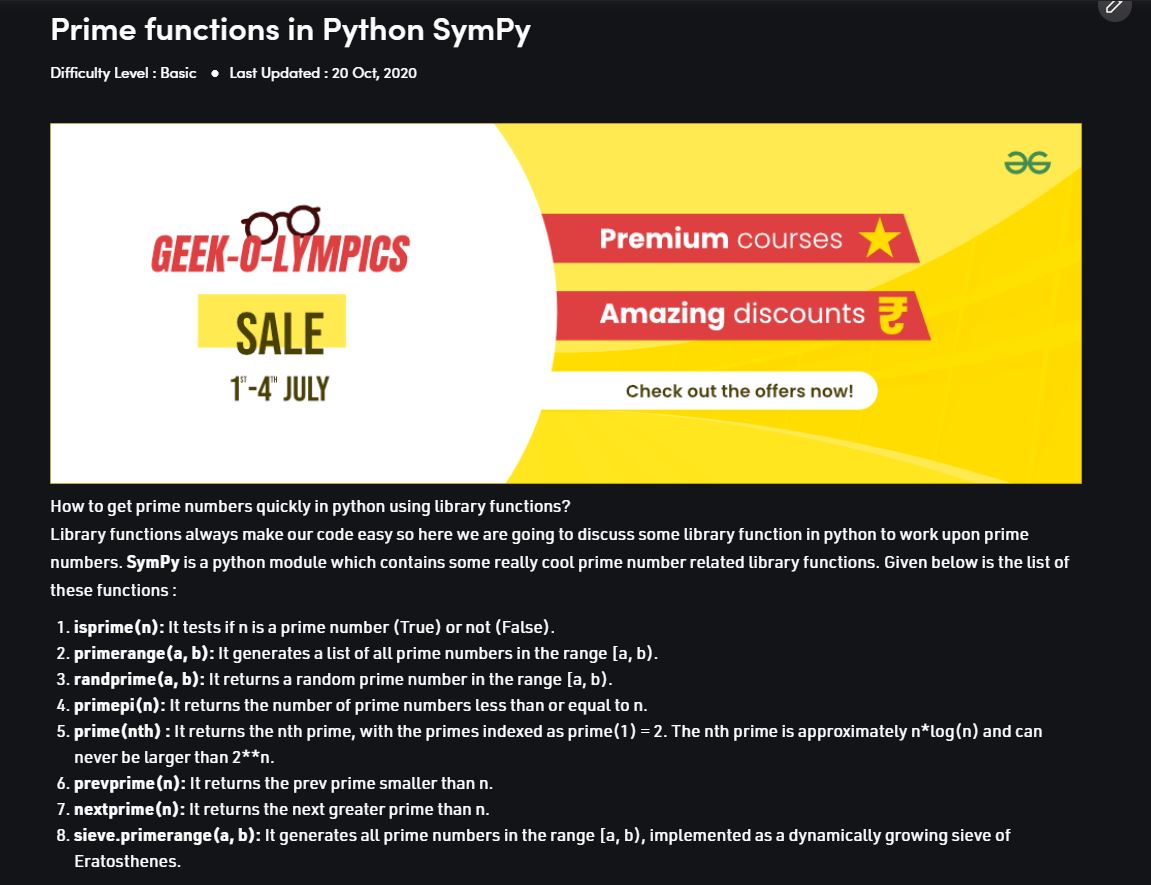 Prime functions in Python SymPy
Difficulty Level : Basic ● Last Updated : 20 Oct, 2020
GEEK-O-LYMPICS
SALE
1ST-4TH JULY
Premium courses
Amazing discounts ₹
Check out the offers now!
How to get prime numbers quickly in python using library functions?
Library functions always make our code easy so here we are going to discuss some library function in python to work upon prime
numbers. SymPy is a python module which contains some really cool prime number related library functions. Given below is the list of
these functions :
1. isprime(n): It tests if n is a prime number (True) or not (False).
2. primerange(a, b): It generates a list of all prime numbers in the range [a, b).
3. randprime(a, b): It returns a random prime number in the range [a, b).
4. primepi(n): It returns the number of prime numbers less than or equal to n.
5. prime(nth) : It returns the nth prime, with the primes indexed as prime(1) = 2. The nth prime is approximately n*log(n) and can
never be larger than 2**n.
6. prevprime(n): It returns the prev prime smaller than n.
7. nextprime(n): It returns the next greater prime than n.
8. sieve.primerange(a, b): It generates all prime numbers in the range [a, b), implemented as a dynamically growing sieve of
Eratosthenes.